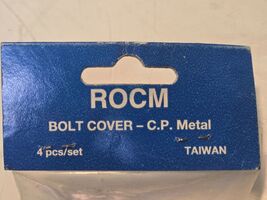 ROCM
BOLT COVER – C.P. Metal
4 pcs/set TAIWAN